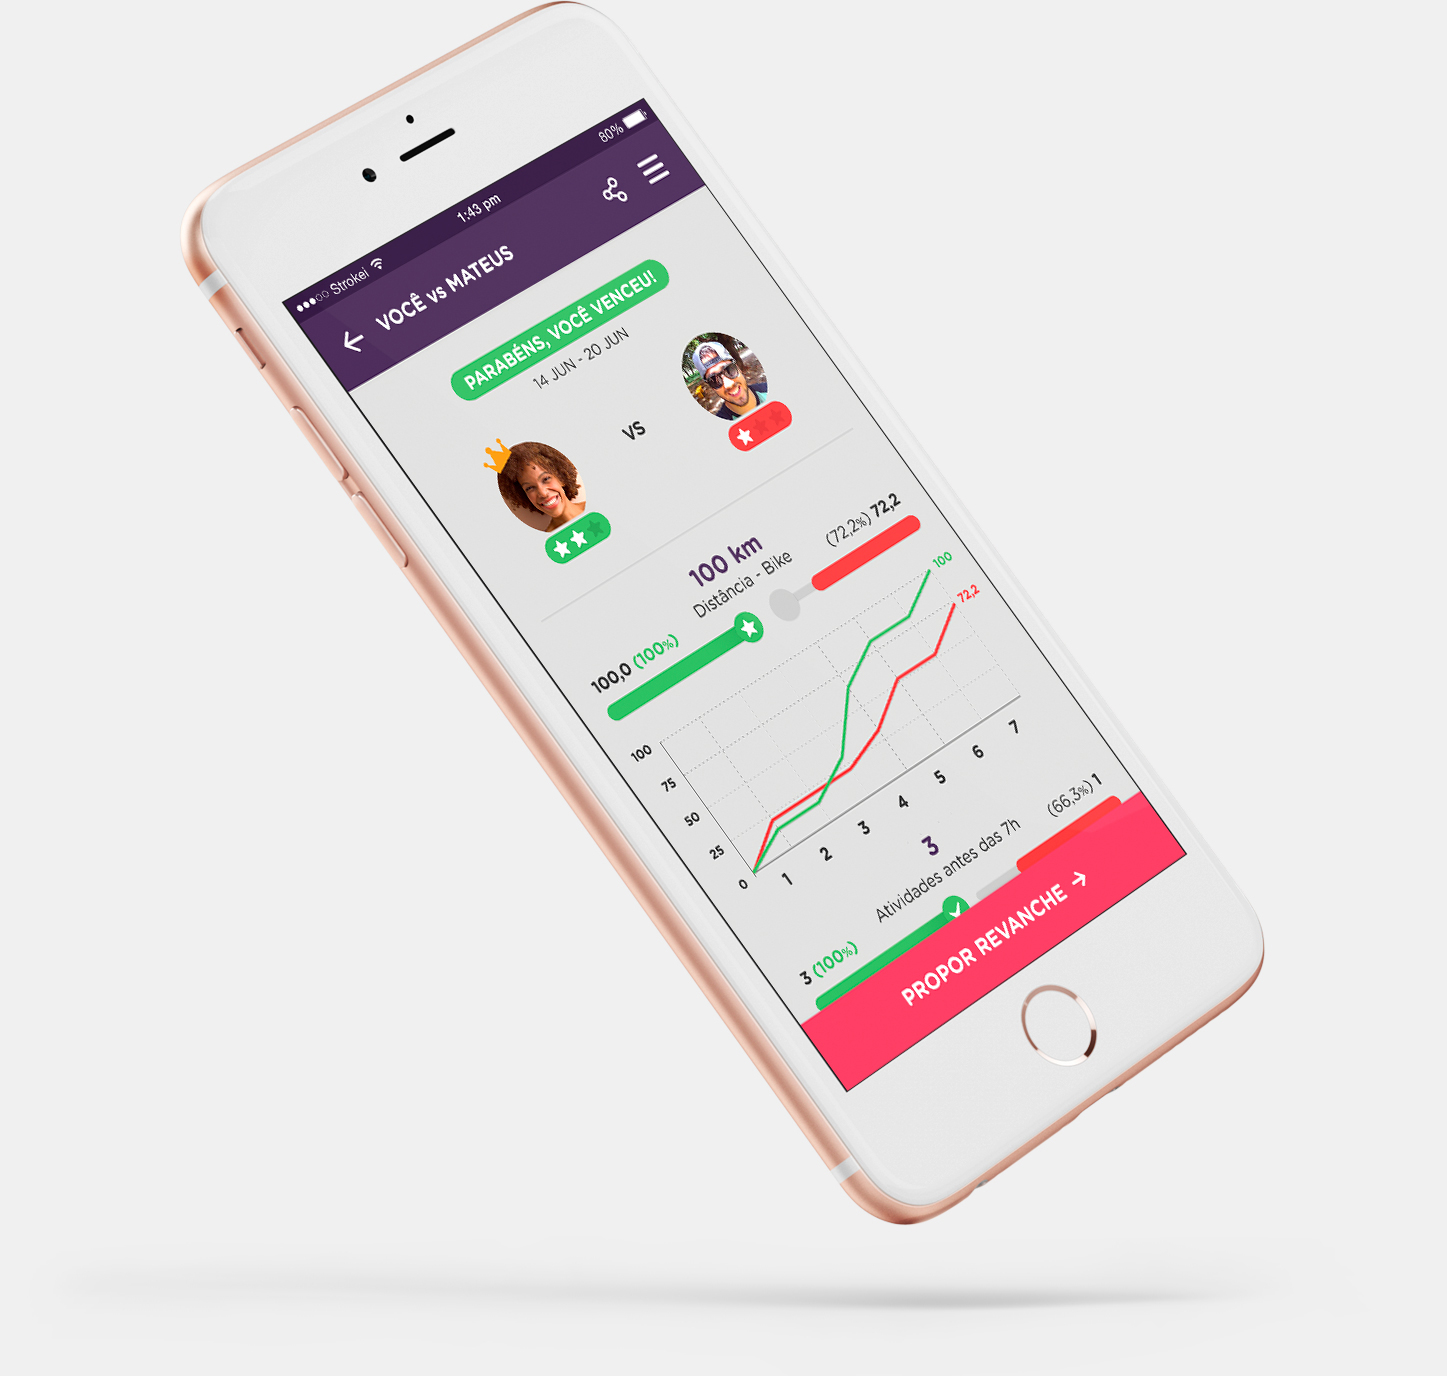 Strokei 1:43 pm 80%
VOCÊ vs MATEUS
PARABÉNS, VOCÊ VENCEU!
14 JUN - 20 JUN
VS
100 km
Distância - Bike
100,0 (100%)
(72,2%) 72,2
100
72,2
100
75
50
25
0
1 2 3 4 5 6 7
3
Atividades antes das 7h
3 (100%)
(66,3%) 1
PROPOR REVANCHE